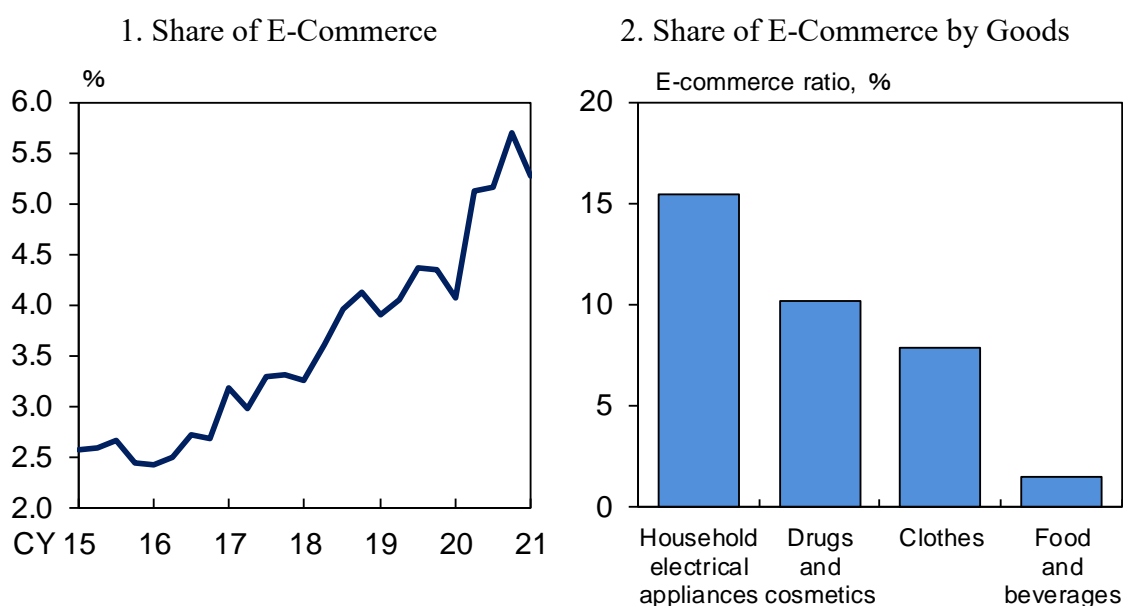 1. Share of E-Commerce
%
6.0
5.5
5.0
4.5
4.0
3.5
3.0
2.5
2.0
CY 15 16 17 18 19 20 21
2. Share of E-Commerce by Goods
E-commerce ratio, %
20
15
10
5
0
Household
electrical
appliances
Drugs
and
cosmetics
Clothes
Food
and
beverages